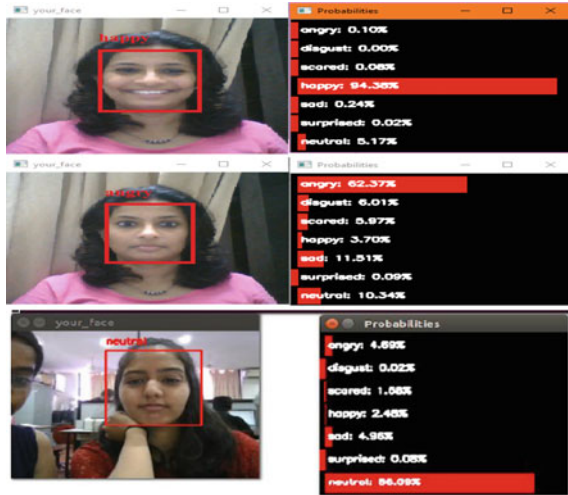 your_face
happy
Probabilities
angry: 0.10%
disgust: 0.00%
scared: 0.08%
happy: 94.38%
sad: 0.24%
surprised: 0.02%
neutral: 5.17%
your_face
angry
Probabilities
angry: 62.37%
disgust: 6.01%
scared: 5.97%
happy: 3.70%
sad: 11.51%
surprised: 0.09%
neutral: 10.34%
your_face
neutral
Probabilities
angry: 4.69%
disgust: 0.02%
scared: 1.68%
happy: 2.48%
sad: 4.96%
surprised: 0.08%
neutral: 86.09%